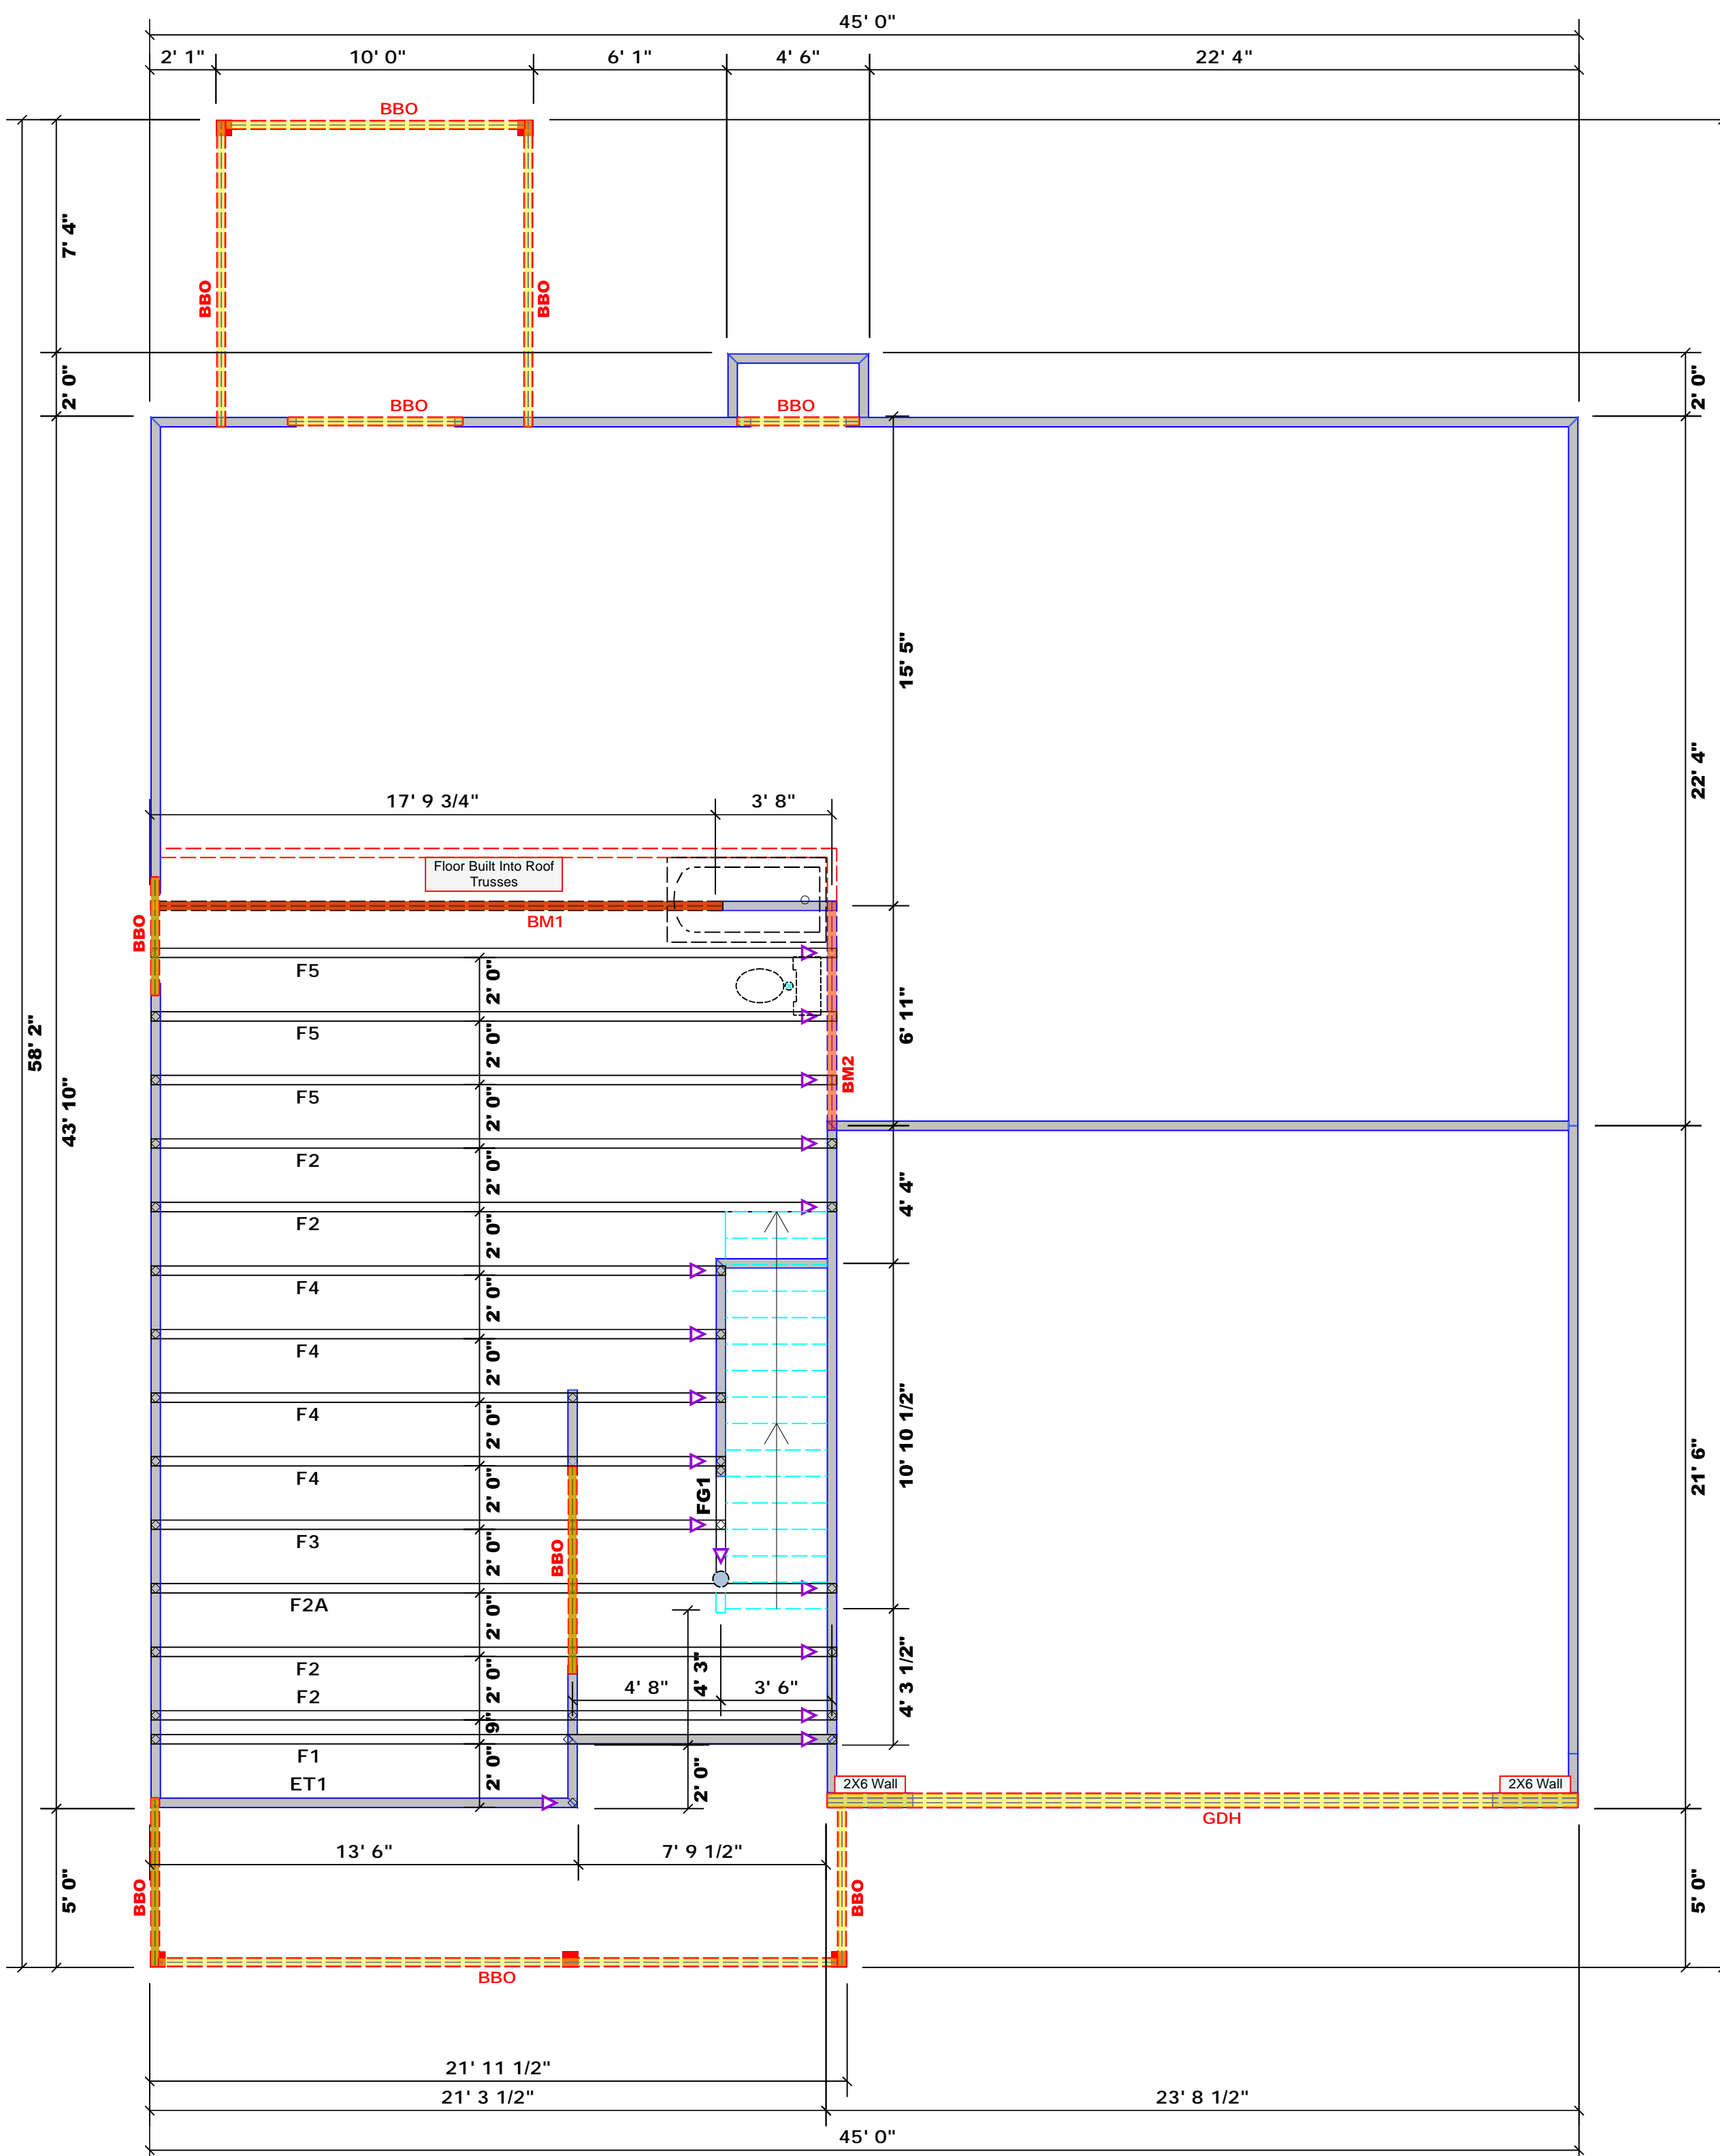 45' 0"
2' 1" 10' 0" 6' 1" 4' 6" 22' 4"
BBO
7' 4"
BBO
BBO
2' 0"
2' 0"
BBO
BBO
15' 5"
22' 4"
17' 9 3/4" 3' 8"
Floor Built Into Roof
Trusses
BM1
BBO
F5
2' 0"
6' 11"
F5
2' 0"
58' 2"
43' 10"
BM2
F5
2' 0"
F2
2' 0"
4' 4"
F2
2' 0"
F4
2' 0"
F4
2' 0"
F4
2' 0"
10' 10 1/2"
21' 6"
F4
2' 0"
FG1
F3
2' 0"
BBO
F2A
2' 0"
F2
2' 0"
4' 3"
4' 3 1/2"
4' 8" 3' 6"
F2
9"
F1
ET1
2' 0"
2' 0"
2X6 Wall
2X6 Wall
GDH
13' 6" 7' 9 1/2"
5' 0"
BBO
BBO
5' 0"
BBO
21' 11 1/2"
21' 3 1/2" 23' 8 1/2"
45' 0"